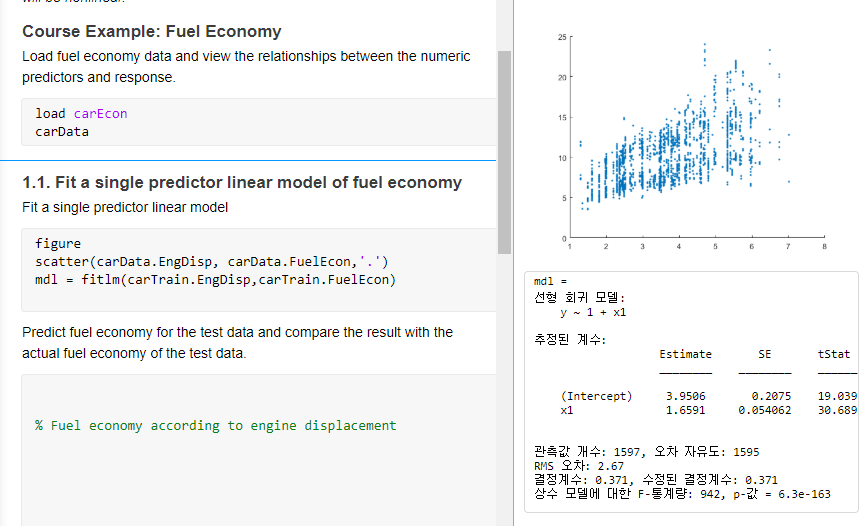 will be nonlinear.
Course Example: Fuel Economy
Load fuel economy data and view the relationships between the numeric
predictors and response.
load carEcon
carData
1.1. Fit a single predictor linear model of fuel economy
Fit a single predictor linear model
figure
scatter(carData.EngDisp, carData.FuelEcon,'.')
mdl = fitlm(carTrain.EngDisp,carTrain.FuelEcon)
Predict fuel economy for the test data and compare the result with the
actual fuel economy of the test data.
% Fuel economy according to engine displacement
25
20
15
10
5
0
1 2 3 4 5 6 7 8
mdl =
선형 회귀 모델:
y ~ 1 + x1
추정된 계수:
Estimate SE tStat
(Intercept) 3.9506 0.2075 19.039
x1 1.6591 0.054062 30.689
관측값 개수: 1597, 오차 자유도: 1595
RMS 오차: 2.67
결정계수: 0.371, 수정된 결정계수: 0.371
상수 모델에 대한 F-통계량: 942, p-값 = 6.3e-163